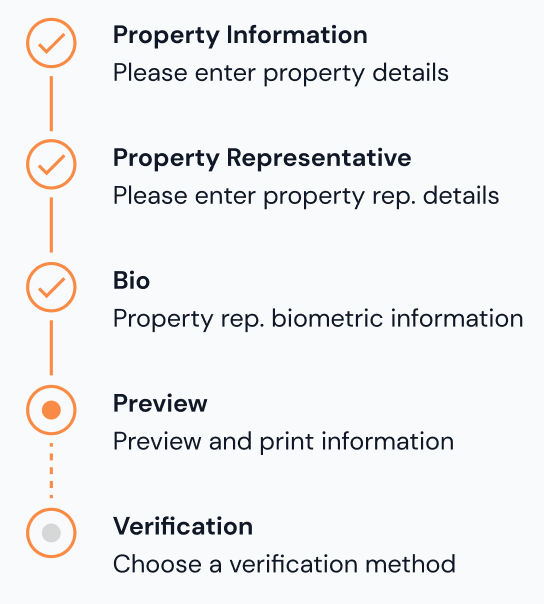 Property Information
Please enter property details
Property Representative
Please enter property rep. details
Bio
Property rep. biometric information
Preview
Preview and print information
Verification
Choose a verification method